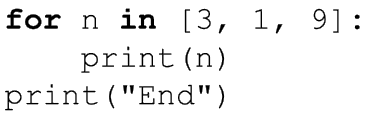 for n in [3, 1, 9]:
    print(n)
print("End")